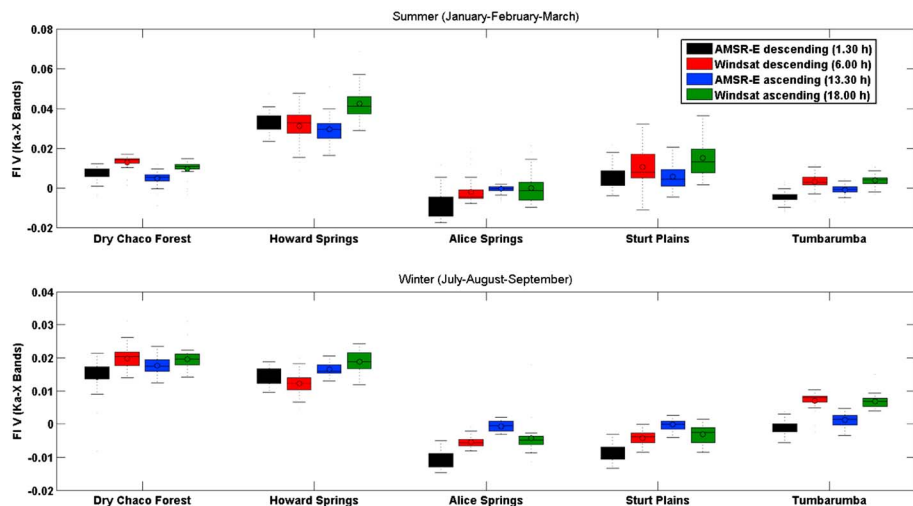 Summer (January-February-March)
FI V (Ka-X Bands)
0.08
0.06
0.04
0.02
0
-0.02
AMSR-E descending (1.30 h)
Windsat descending (6.00 h)
AMSR-E ascending (13.30 h)
Windsat ascending (18.00 h)
Dry Chaco Forest Howard Springs Alice Springs Sturt Plains Tumbarumba
Winter (July-August-September)
FI V (Ka-X Bands)
0.04
0.03
0.02
0.01
0
-0.01
-0.02
Dry Chaco Forest Howard Springs Alice Springs Sturt Plains Tumbarumba